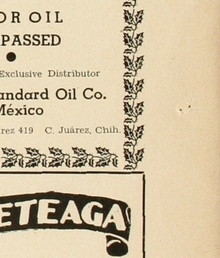 OR OIL
PASSED
Exclusive Distributor
andard Oil Co.
México
rez 419 C. Juárez, Chih.
ETEAGA